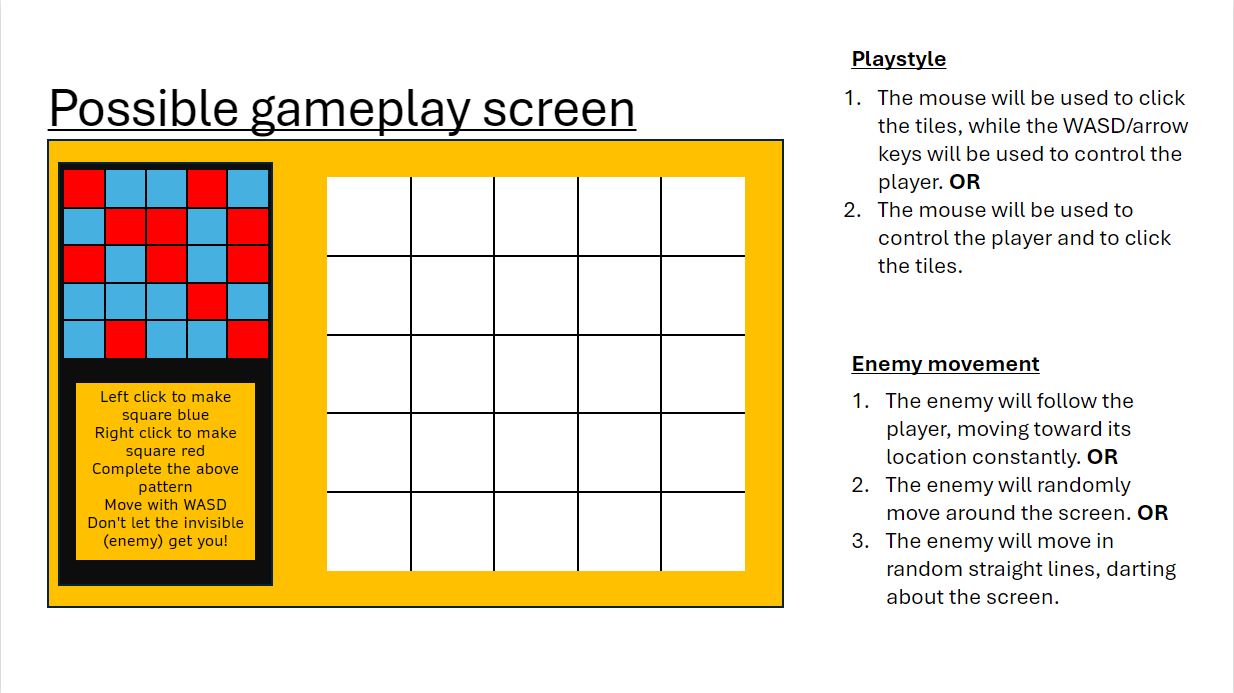 Possible gameplay screen
Left click to make
square blue
Right click to make
square red
Complete the above
pattern
Move with WASD
Don't let the invisible
(enemy) get you!
Playstyle
1. The mouse will be used to click
the tiles, while the WASD/arrow
keys will be used to control the
player. OR
2. The mouse will be used to
control the player and to click
the tiles.
Enemy movement
1. The enemy will follow the
player, moving toward its
location constantly. OR
2. The enemy will randomly
move around the screen. OR
3. The enemy will move in
random straight lines, darting
about the screen.